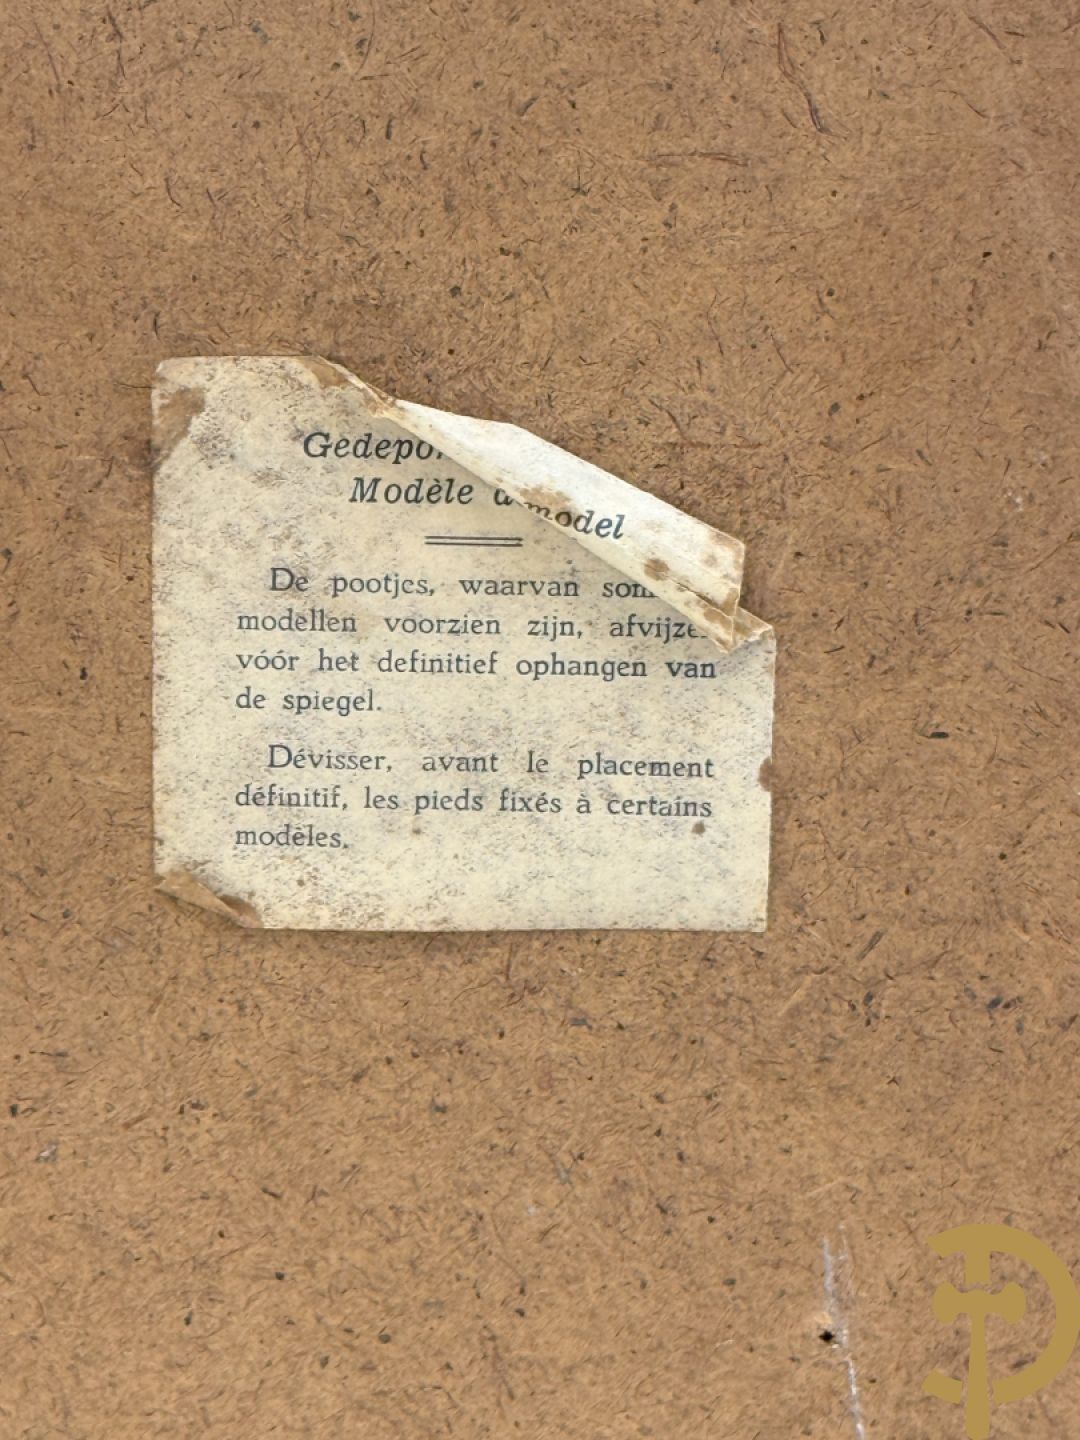 Gedepo
Modèle model
De pootjes, waarvan
modellen voorzien zijn,
vóór het definitief ophangen van
de spiegel.
Dévisser, avant le placement
définitif, les pieds fixés à certains
modèles.